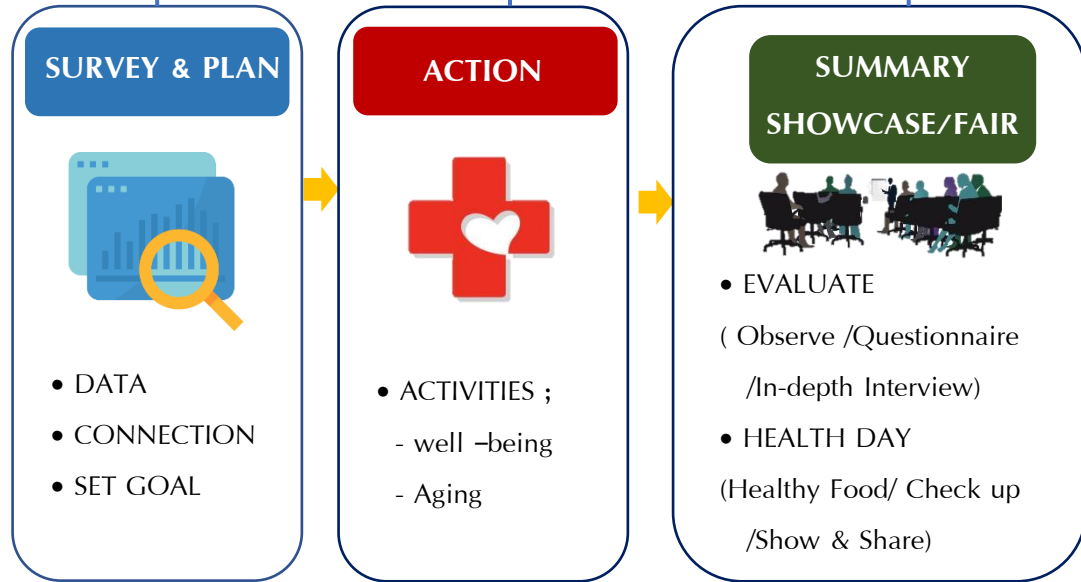 SURVEY & PLAN
• DATA
• CONNECTION
• SET GOAL
ACTION
• ACTIVITIES ;
- well –being
- Aging
SUMMARY
SHOWCASE/FAIR
• EVALUATE
( Observe /Questionnaire
/In-depth Interview)
• HEALTH DAY
(Healthy Food/ Check up
/Show & Share)